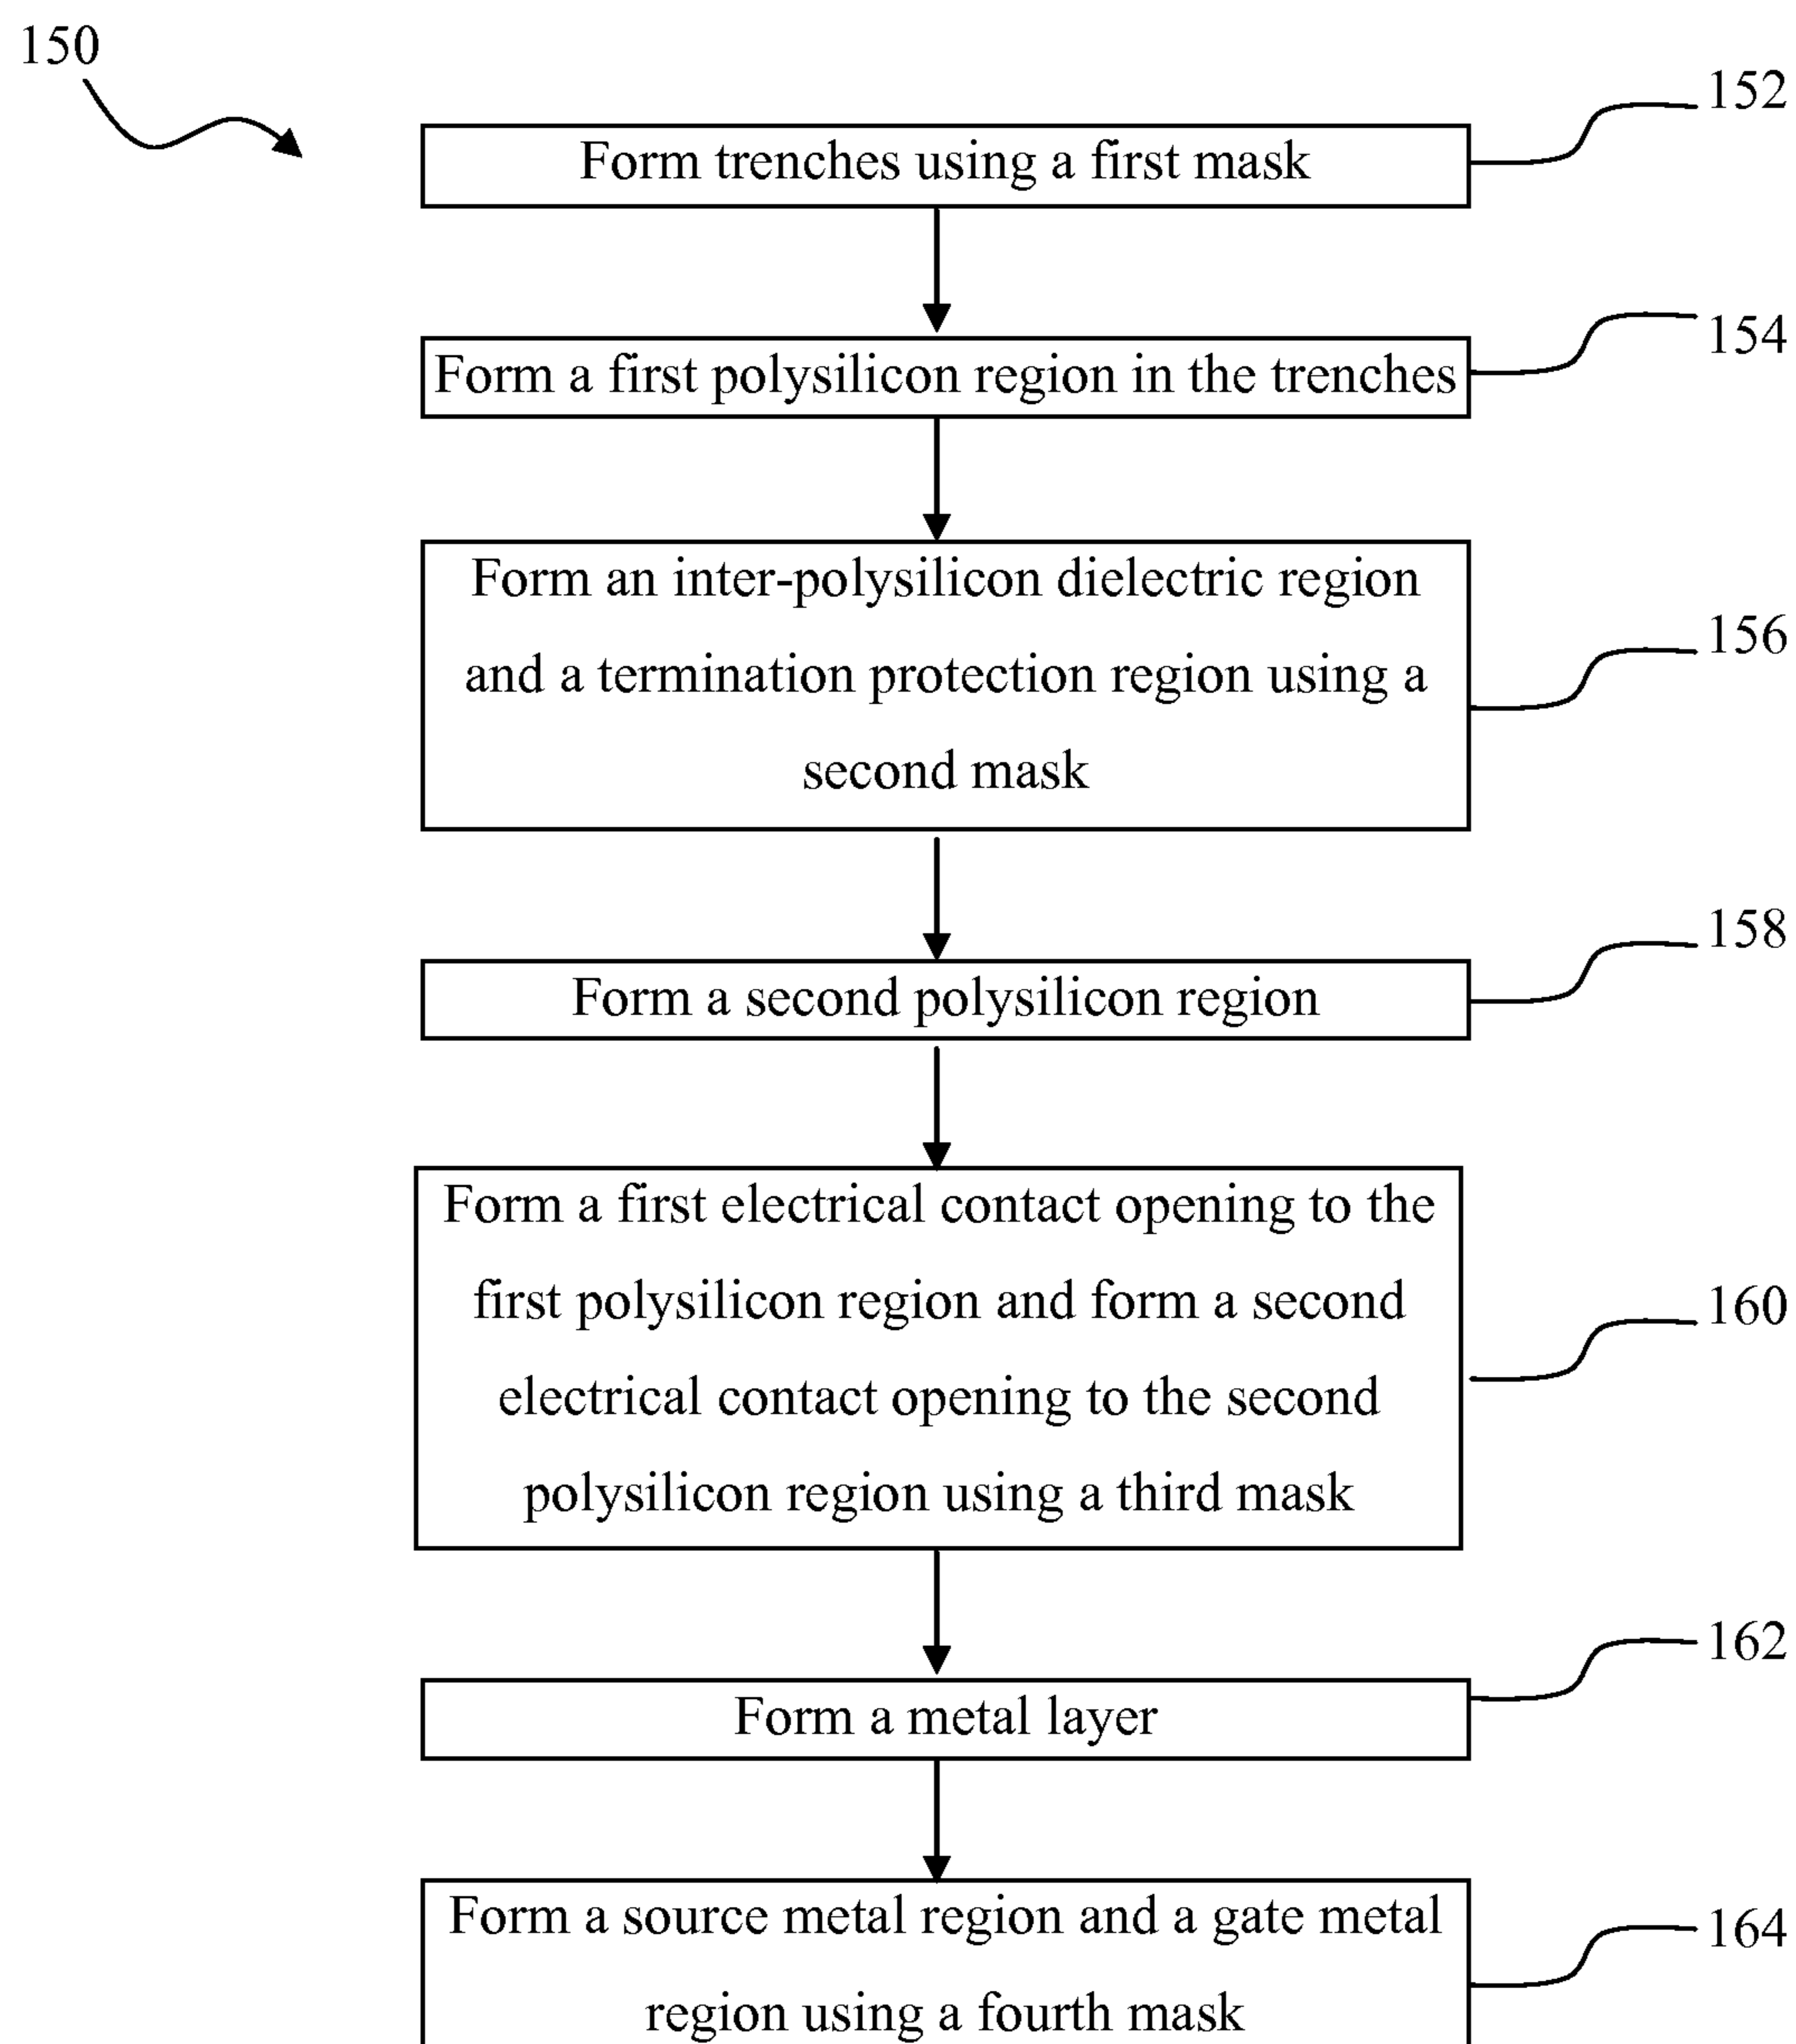 150
152
Form trenches using a first mask
154
Form a first polysilicon region in the trenches
Form an inter-polysilicon dielectric region
156
and a termination protection region using a
second mask
158
Form a second polysilicon region
Form a first electrical contact opening to the
first polysilicon region and form a second
160
electrical contact opening to the second
polysilicon region using a third mask
162
Form a metal layer
Form a source metal region and a gate metal
164
region using a fourth mask